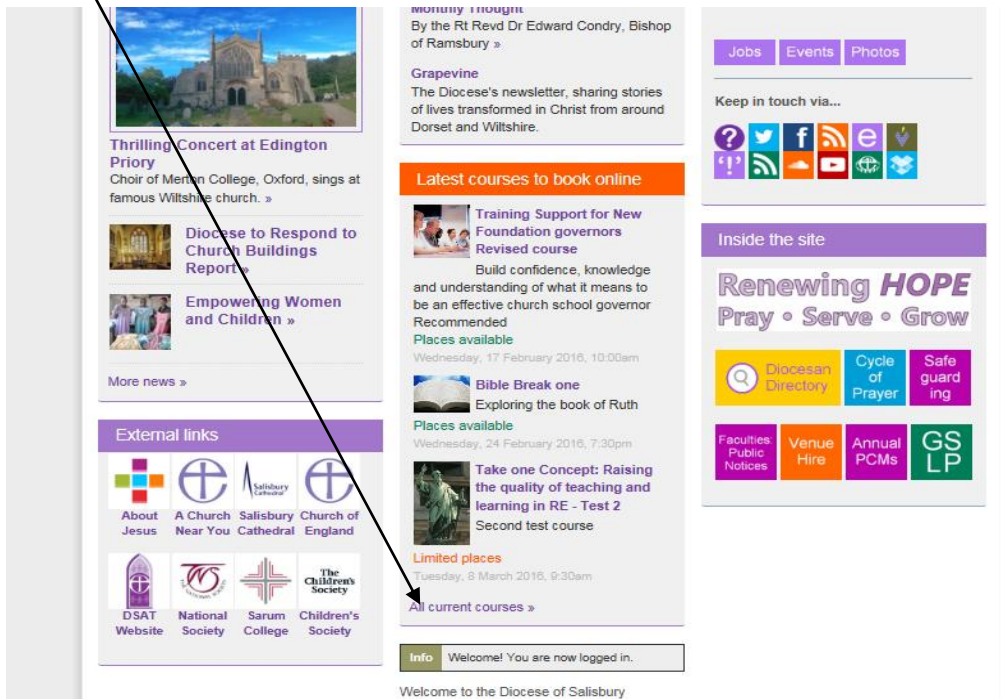 Thrilling Concert at Edington
Priory
Choir of Merton College, Oxford, sings at
famous Wiltshire church. »
Diocese to Respond to
Church Buildings
Report »
Empowering Women
and Children »
More news »
External links
Salisbury
Cathedral
About
Jesus
A Church
Near You
Salisbury
Cathedral
Church of
England
The
Children's
Society
DSAT
Website
National
Society
Sarum
College
Children's
Society
Monthly Thought
By the Rt Revd Dr Edward Condry, Bishop
of Ramsbury »
Grapevine
The Diocese's newsletter, sharing stories
of lives transformed in Christ from around
Dorset and Wiltshire.
Latest courses to book online
Training Support for New
Foundation governors
Revised course
Build confidence, knowledge
and understanding of what it means to
be an effective church school governor
Recommended
Places available
Wednesday, 17 February 2016, 10:00am
Bible Break one
Exploring the book of Ruth
Places available
Wednesday, 24 February 2016, 7:30pm
Take one Concept: Raising
the quality of teaching and
learning in RE - Test 2
Second test course
Limited places
Tuesday, 8 March 2016, 9:30am
All current courses »
Info Welcome! You are now logged in.
Welcome to the Diocese of Salisbury
Jobs Events Photos
Keep in touch via...
Inside the site
Renewing HOPE
Pray • Serve • Grow
Diocesan
Directory
Cycle
of
Prayer
Safe
guard
ing
Faculties:
Public
Notices
Venue
Hire
Annual
PCMs
GS
LP